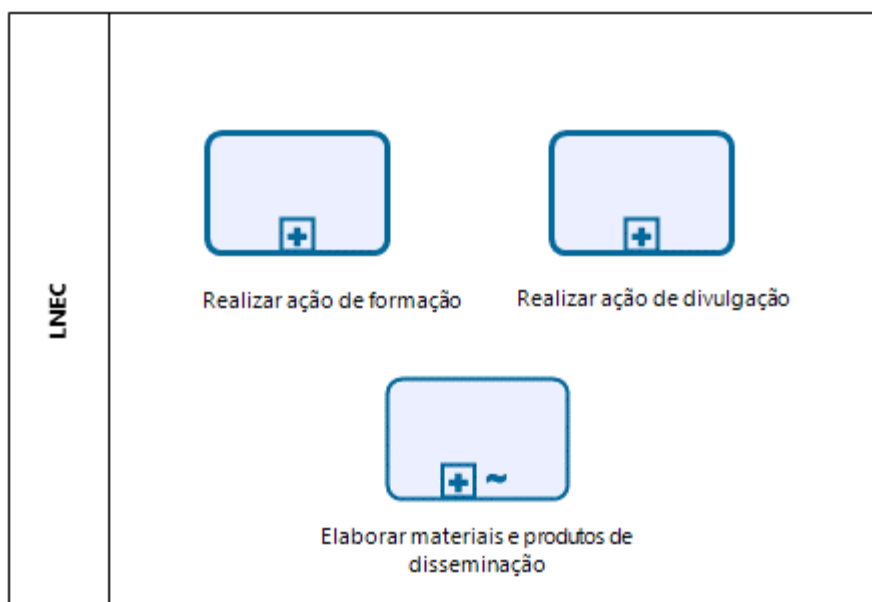 LNEC
Realizar ação de formação
Realizar ação de divulgação
Elaborar materiais e produtos de
disseminação